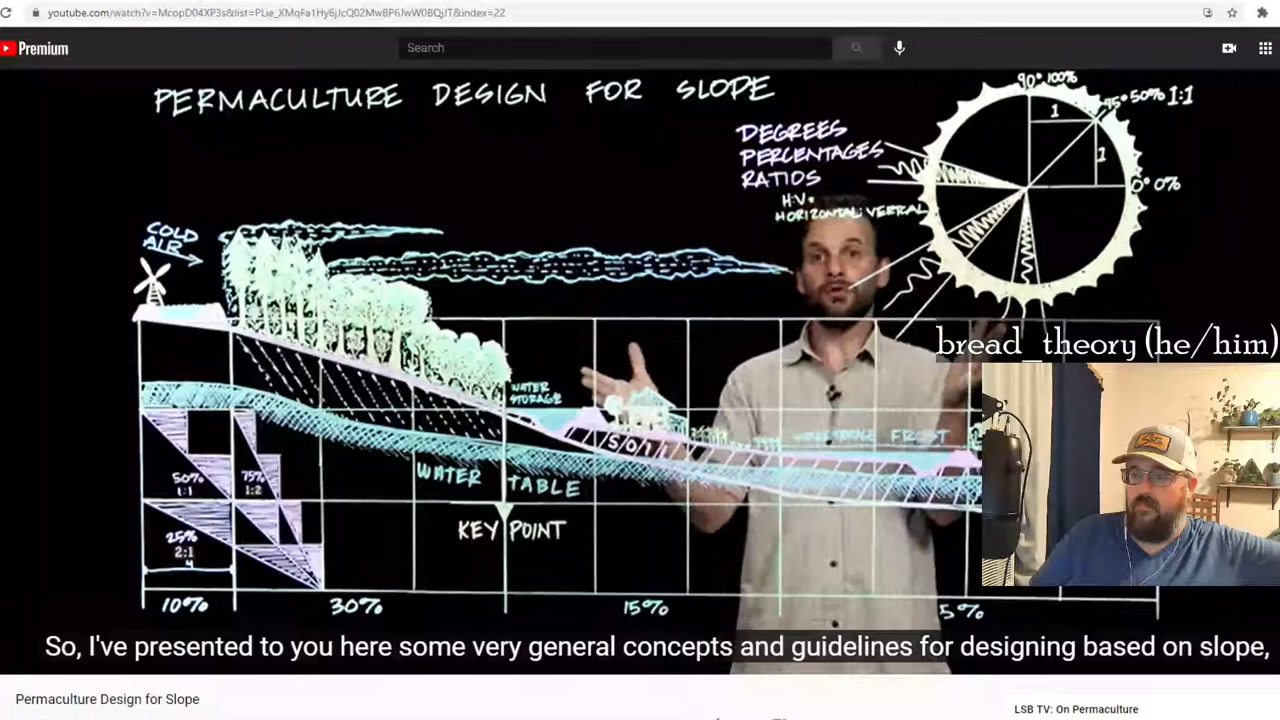 youtube.com/watch?v=McopD04XP3s&list=PLie_XMqFa1Hy6jJcQ02MwBP6JwW0BQjJT&index=22
Premium
Search
PERMACULTURE DESIGN FOR SLOPE
90° 100%
45° 50% 1:1
1
1
0° 0%
DEGREES
PERCENTAGES
RATIOS
H:V=
HORIZONTAL:VERTICAL
COLD
AIR
bread_theory (he/him)
WATER
STORAGE
SOIL
FROST
WATER TABLE
50%
1:1
75%
1:2
25%
2:1
4
KEY POINT
10%
30%
15%
5%
So, I've presented to you here some very general concepts and guidelines for designing based on slope,
Permaculture Design for Slope
LSB TV: On Permaculture